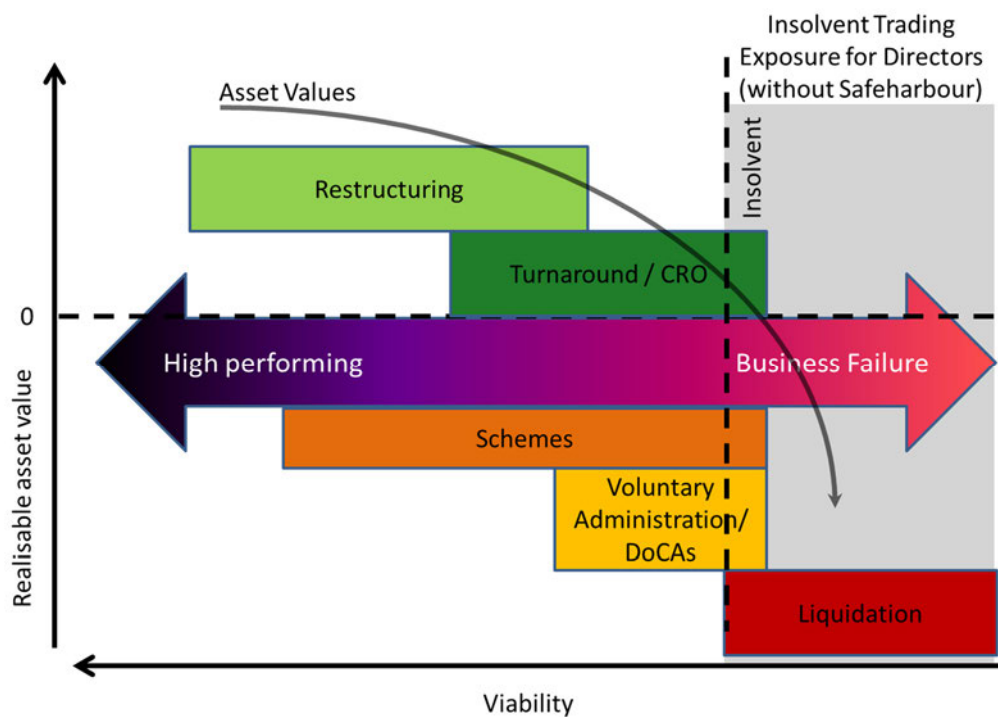 Insolvent Trading
Exposure for Directors
(without Safeharbour)
Asset Values
Insolvent
Restructuring
Turnaround / CRO
0
High performing
Business Failure
Schemes
Voluntary
Administration/
DoCAs
Liquidation
Realisable asset value
Viability